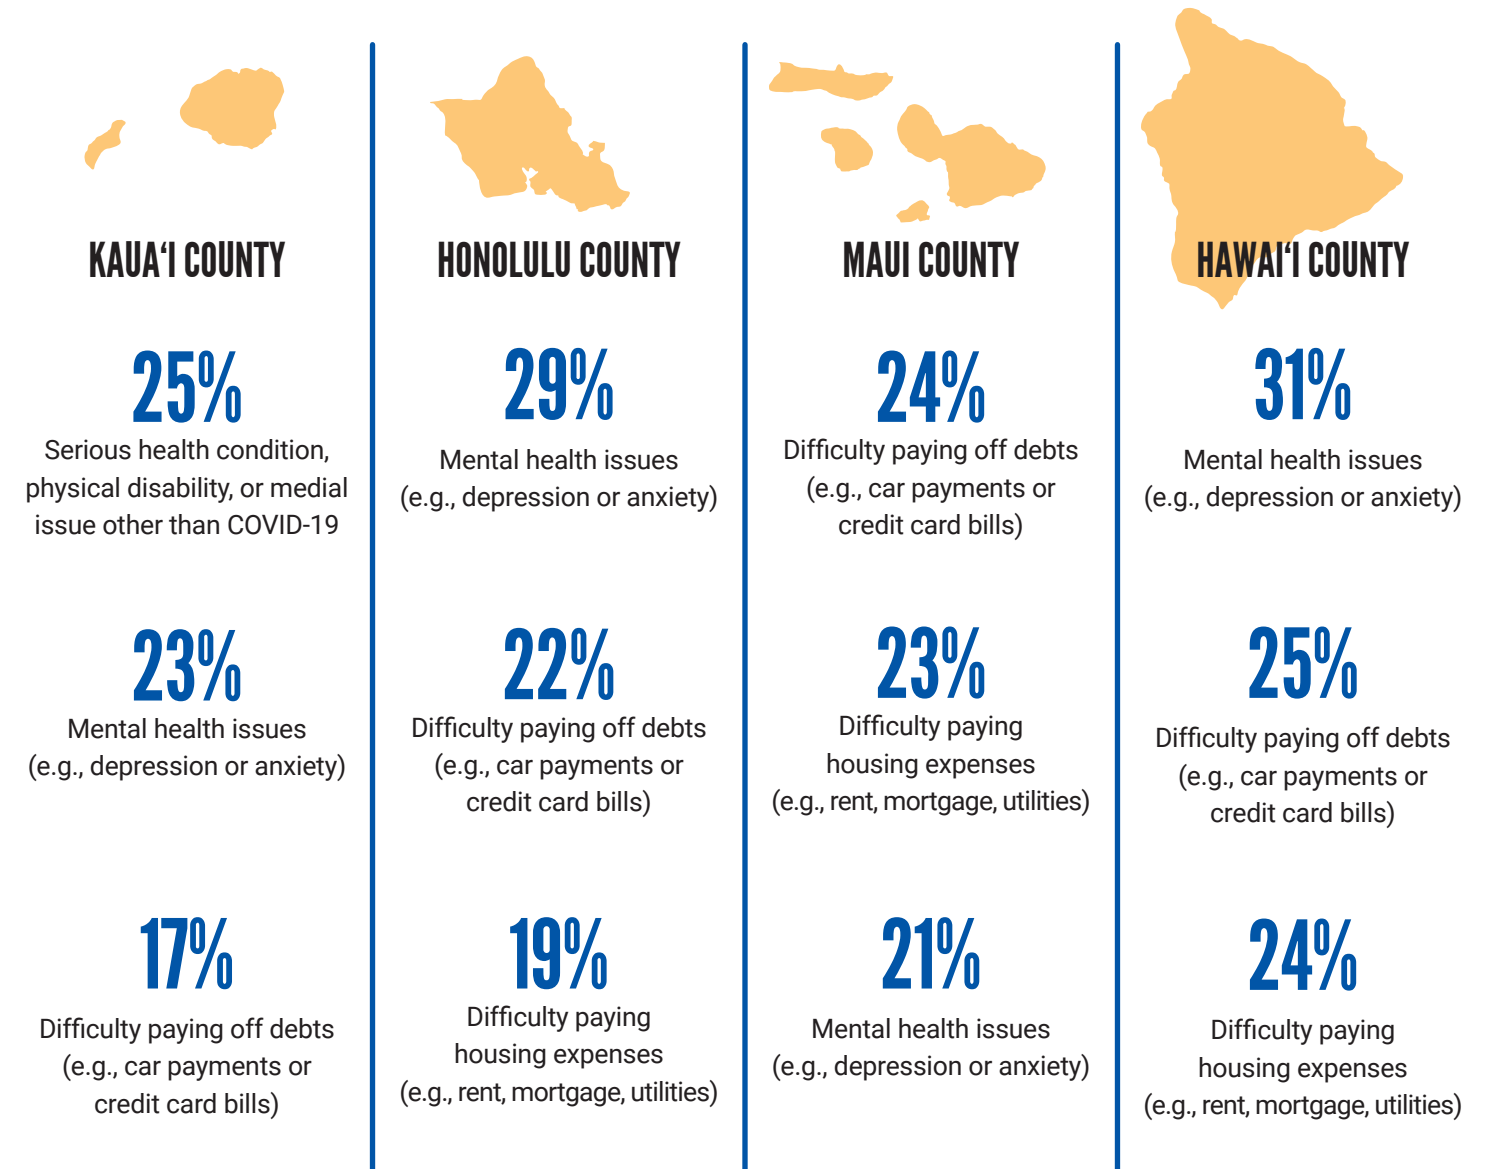 KAUAʻI COUNTY
25%
Serious health condition,
physical disability, or medial
issue other than COVID-19
23%
Mental health issues
(e.g., depression or anxiety)
17%
Difficulty paying off debts
(e.g., car payments or
credit card bills)
HONOLULU COUNTY
29%
Mental health issues
(e.g., depression or anxiety)
22%
Difficulty paying off debts
(e.g., car payments or
credit card bills)
19%
Difficulty paying
housing expenses
(e.g., rent, mortgage, utilities)
MAUI COUNTY
24%
Difficulty paying off debts
(e.g., car payments or
credit card bills)
23%
Difficulty paying
housing expenses
(e.g., rent, mortgage, utilities)
21%
Mental health issues
(e.g., depression or anxiety)
HAWAIʻI COUNTY
31%
Mental health issues
(e.g., depression or anxiety)
25%
Difficulty paying off debts
(e.g., car payments or
credit card bills)
24%
Difficulty paying
housing expenses
(e.g., rent, mortgage, utilities)